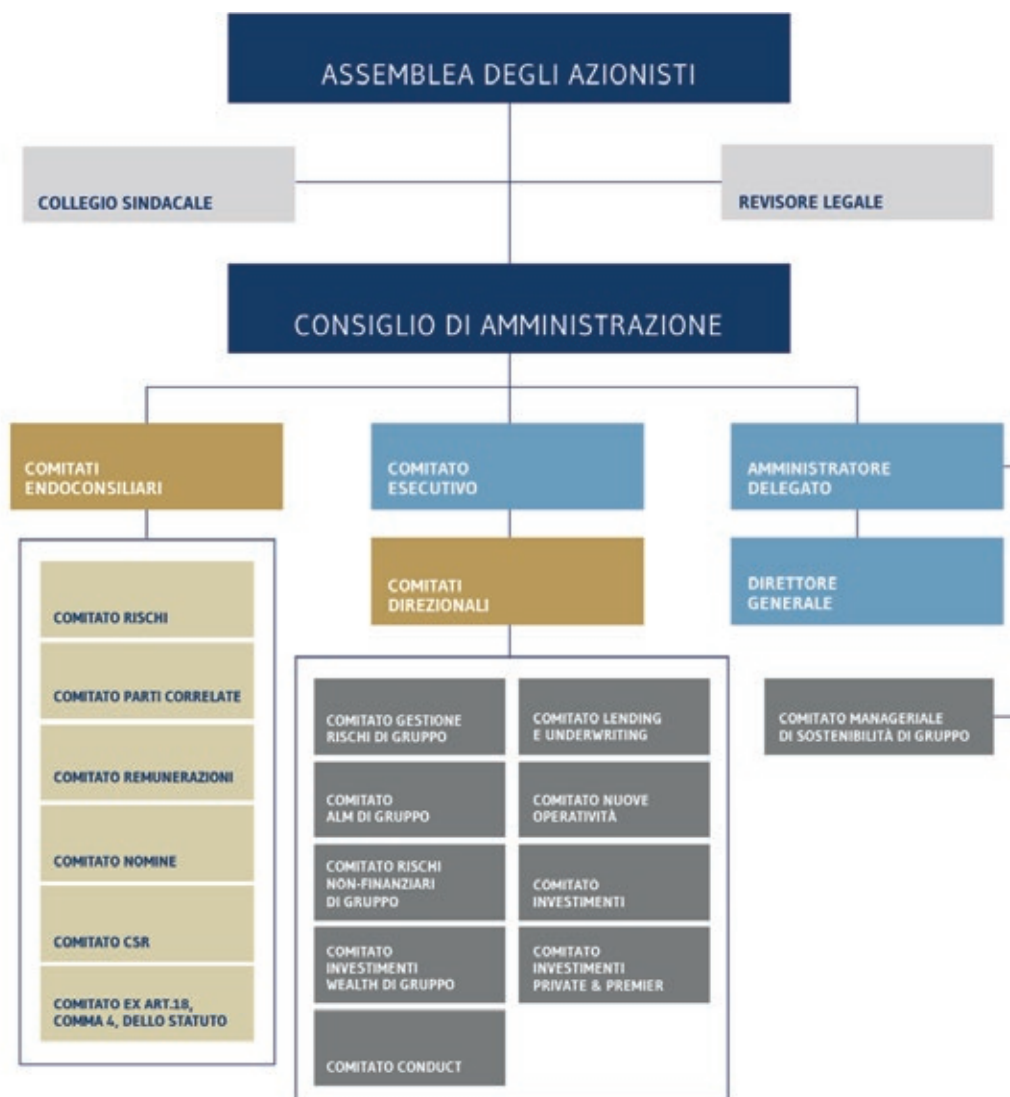 ASSEMBLEA DEGLI AZIONISTI
COLLEGIO SINDACALE
REVISORE LEGALE
CONSIGLIO DI AMMINISTRAZIONE
COMITATI
ENDOCONSILIARI
COMITATO
ESECUTIVO
AMMINISTRATORE
DELEGATO
COMITATI
DIREZIONALI
DIRETTORE
GENERALE
COMITATO RISCHI
COMITATO PARTI CORRELATE
COMITATO REMUNERAZIONI
COMITATO NOMINE
COMITATO CSR
COMITATO EX ART.18,
COMMA 4, DELLO STATUTO
COMITATO GESTIONE
RISCHI DI GRUPPO
COMITATO LENDING
E UNDERWRITING
COMITATO
ALM DI GRUPPO
COMITATO NUOVE
OPERATIVITÀ
COMITATO RISCHI
NON-FINANZIARI
DI GRUPPO
COMITATO
INVESTIMENTI
COMITATO
INVESTIMENTI
WEALTH DI GRUPPO
COMITATO
INVESTIMENTI
PRIVATE & PREMIER
COMITATO CONDUCT
COMITATO MANAGERIALE
DI SOSTENIBILITÀ DI GRUPPO